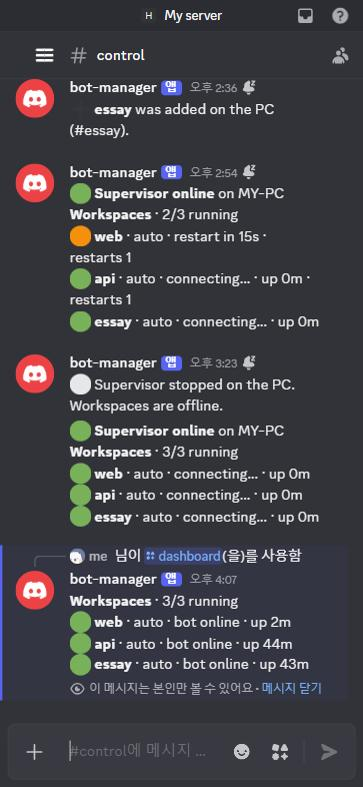 H My server
# control
bot-manager 앱 오후 2:36
essay was added on the PC
(#essay).
bot-manager 앱 오후 2:54
Supervisor online on MY-PC
Workspaces · 2/3 running
web · auto · restart in 15s ·
restarts 1
api · auto · connecting... · up 0m ·
restarts 1
essay · auto · connecting... · up 0m
bot-manager 앱 오후 3:23
Supervisor stopped on the PC.
Workspaces are offline.
Supervisor online on MY-PC
Workspaces · 3/3 running
web · auto · connecting... · up 0m
api · auto · connecting... · up 0m
essay · auto · connecting... · up 0m
me 님이 dashboard(을)를 사용함
bot-manager 앱 오후 4:07
Workspaces · 3/3 running
web · auto · bot online · up 2m
api · auto · bot online · up 44m
essay · auto · bot online · up 43m
이 메시지는 본인만 볼 수 있어요 · 메시지 닫기
#control에 메시지 ...